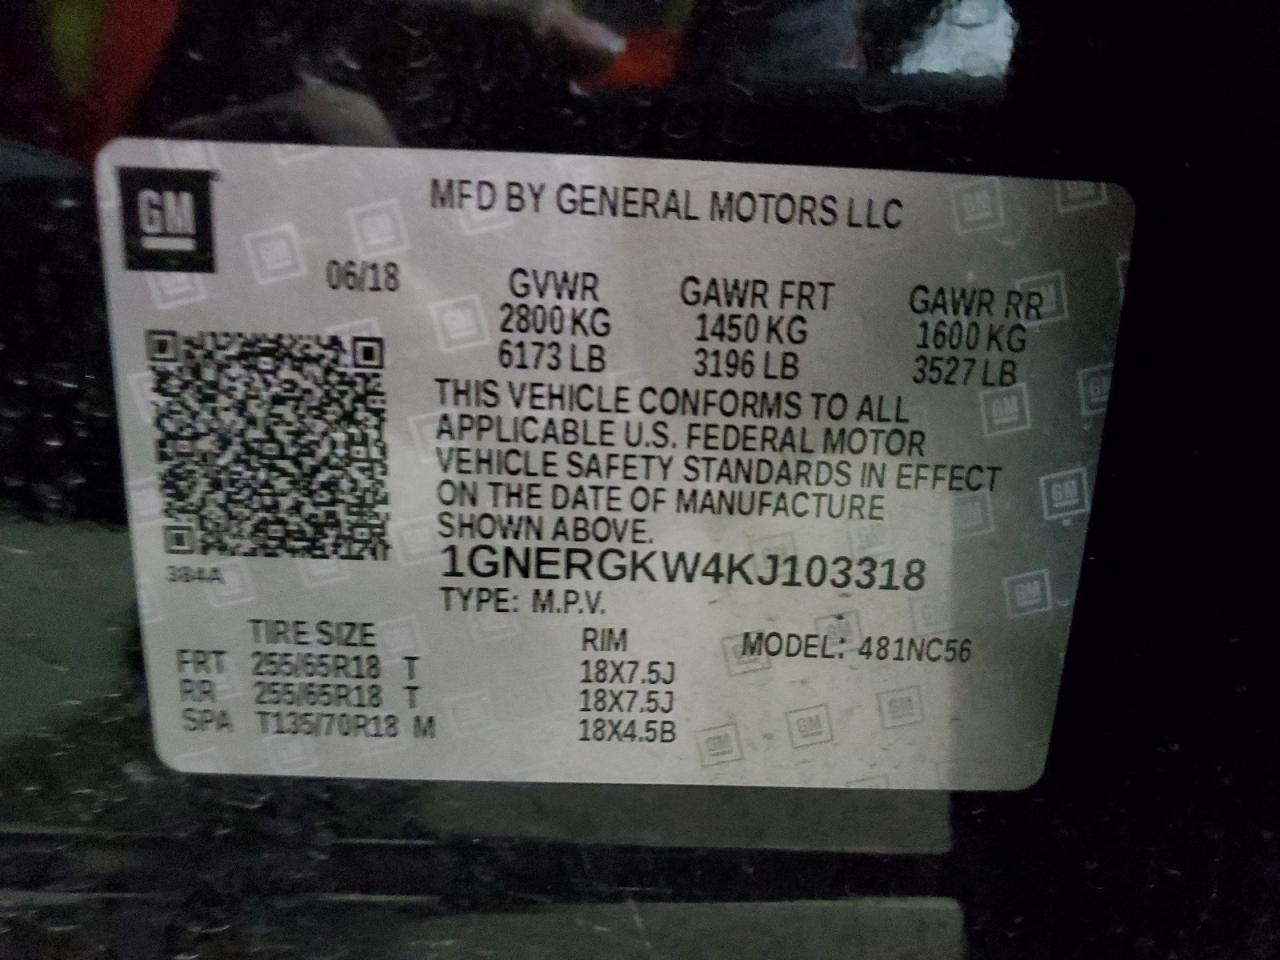 GM
MFD BY GENERAL MOTORS LLC
06/18 GVWR GAWR FRT GAWR RR
2800 KG 1450 KG 1600 KG
6173 LB 3196 LB 3527 LB
THIS VEHICLE CONFORMS TO ALL
APPLICABLE U.S. FEDERAL MOTOR
VEHICLE SAFETY STANDARDS IN EFFECT
ON THE DATE OF MANUFACTURE
SHOWN ABOVE.
384A
1GNERGKW4KJ103318
TYPE: M.P.V.
TIRE SIZE RIM MODEL: 481NC56
FRT 255/65R18 T 18X7.5J
RR 255/65R18 T 18X7.5J
SPA T135/70R18 M 18X4.5B